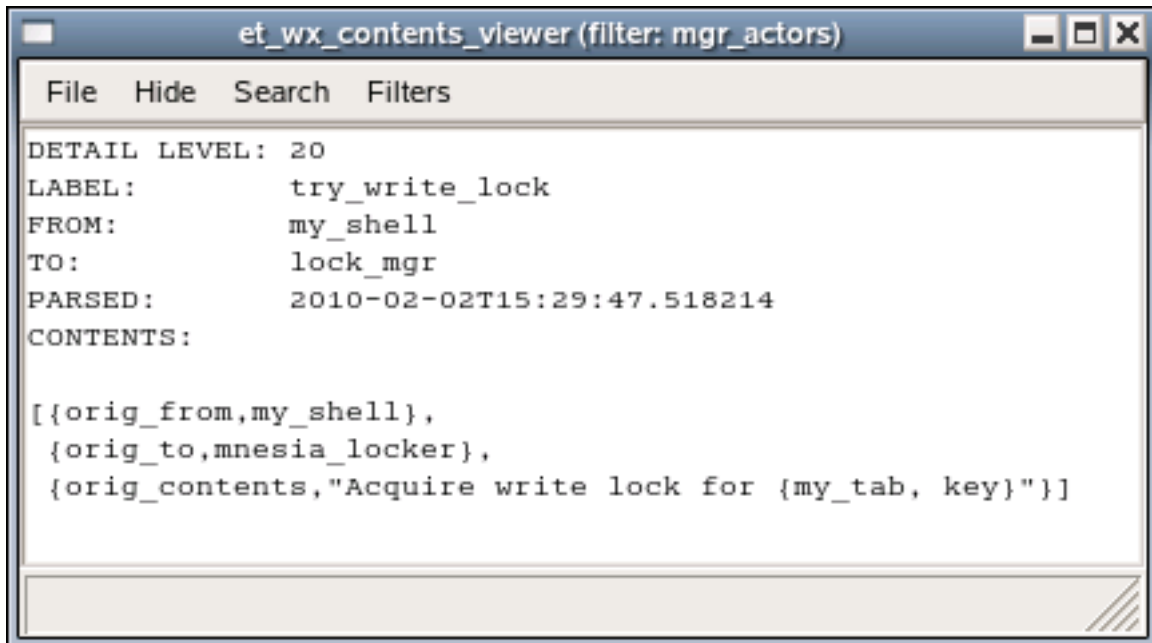 et_wx_contents_viewer (filter: mgr_actors)
File Hide Search Filters
DETAIL LEVEL: 20
LABEL: try_write_lock
FROM: my_shell
TO: lock_mgr
PARSED: 2010-02-02T15:29:47.518214
CONTENTS:
[{orig_from,my_shell},
{orig_to,mnesia_locker},
{orig_contents,"Acquire write lock for {my_tab, key}"}]